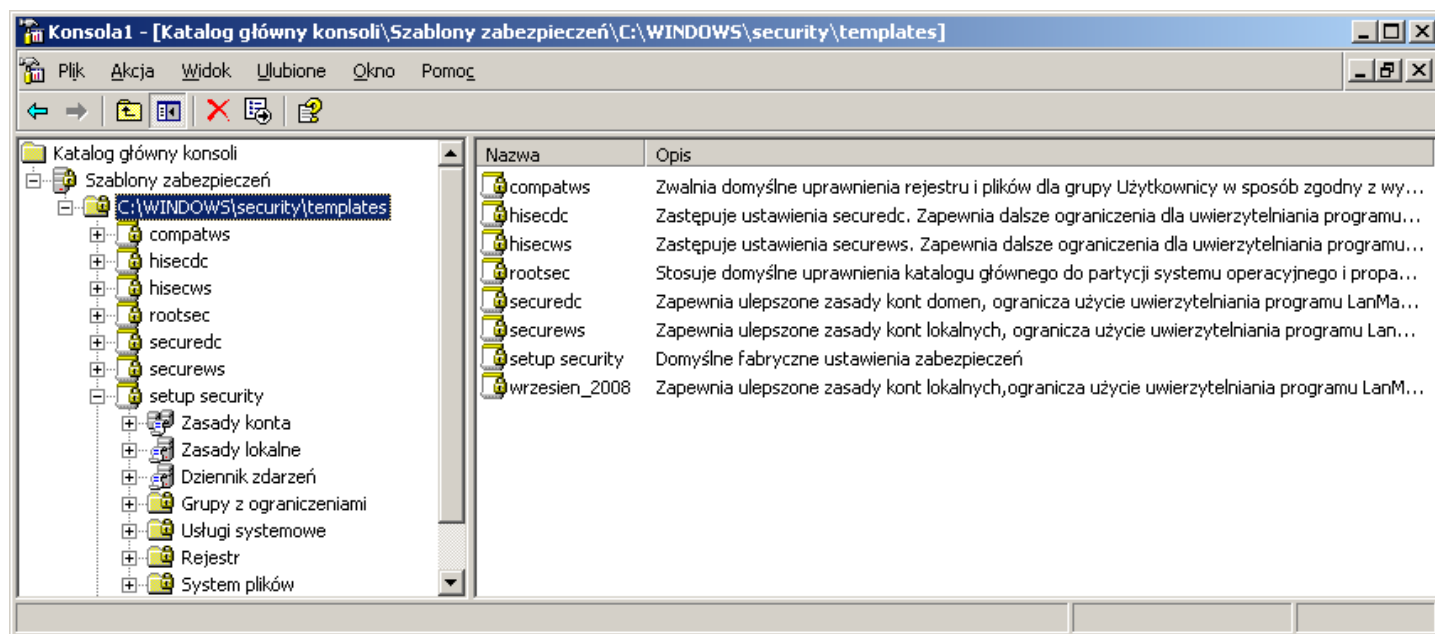 Konsola1 - [Katalog główny konsoli\Szablony zabezpieczeń\C:\WINDOWS\security\templates]
Plik Akcja Widok Ulubione Okno Pomoc
Katalog główny konsoli
Szablony zabezpieczeń
C:\WINDOWS\security\templates
compatws
hisecdc
hisecws
rootsec
securedc
securews
setup security
Zasady konta
Zasady lokalne
Dziennik zdarzeń
Grupy z ograniczeniami
Usługi systemowe
Rejestr
System plików
Nazwa Opis
compatws Zwalnia domyślne uprawnienia rejestru i plików dla grupy Użytkownicy w sposób zgodny z wy...
hisecdc Zastępuje ustawienia securedc. Zapewnia dalsze ograniczenia dla uwierzytelniania programu...
hisecws Zastępuje ustawienia securews. Zapewnia dalsze ograniczenia dla uwierzytelniania programu...
rootsec Stosuje domyślne uprawnienia katalogu głównego do partycji systemu operacyjnego i propa...
securedc Zapewnia ulepszone zasady kont domen, ogranicza użycie uwierzytelniania programu LanMa...
securews Zapewnia ulepszone zasady kont lokalnych, ogranicza użycie uwierzytelniania programu Lan...
setup security Domyślne fabryczne ustawienia zabezpieczeń
wrzesien_2008 Zapewnia ulepszone zasady kont lokalnych,ogranicza użycie uwierzytelniania programu LanM...